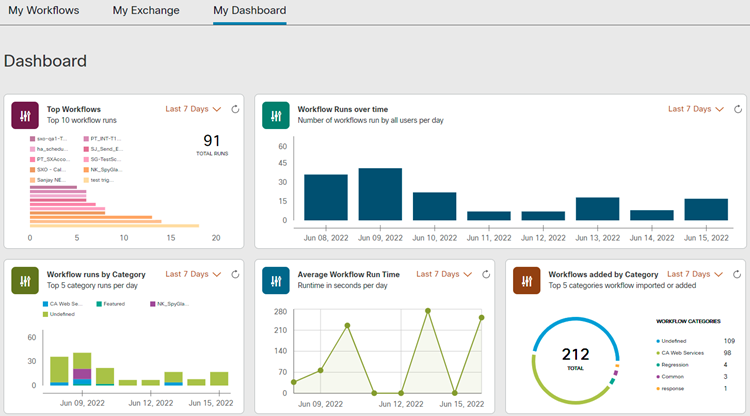 My Workflows My Exchange My Dashboard
Dashboard
Top Workflows Last 7 Days
Top 10 workflow runs
sxo-qa1-T... PT_INT-T1...
ha_schedu... SJ_Send_E...
PT_SXAcco... SG-TestSc...
SXO - Cat... NK_SpyGla...
Sanjay NE... test trig...
91
TOTAL RUNS
0 5 10 15 20
Workflow Runs over time Last 7 Days
Number of workflows run by all users per day
60
45
30
15
0
Jun 08, 2022 Jun 09, 2022 Jun 10, 2022 Jun 11, 2022 Jun 12, 2022 Jun 13, 2022 Jun 14, 2022 Jun 15, 2022
Workflow runs by Category Last 7 Days
Top 5 category runs per day
CA Web Se... Featured NK_SpyGla...
Undefined
60
30
0
Jun 09, 2022 Jun 12, 2022 Jun 15, 2022
Average Workflow Run Time Last 7 Days
Runtime in seconds per day
280
210
140
70
0
Jun 09, 2022 Jun 12, 2022 Jun 15, 2022
Workflows added by Category Last 7 Days
Top 5 categories workflow imported or added
212
TOTAL
WORKFLOW CATEGORIES
Undefined 109
CA Web Services 98
Regression 4
Common 3
response 1